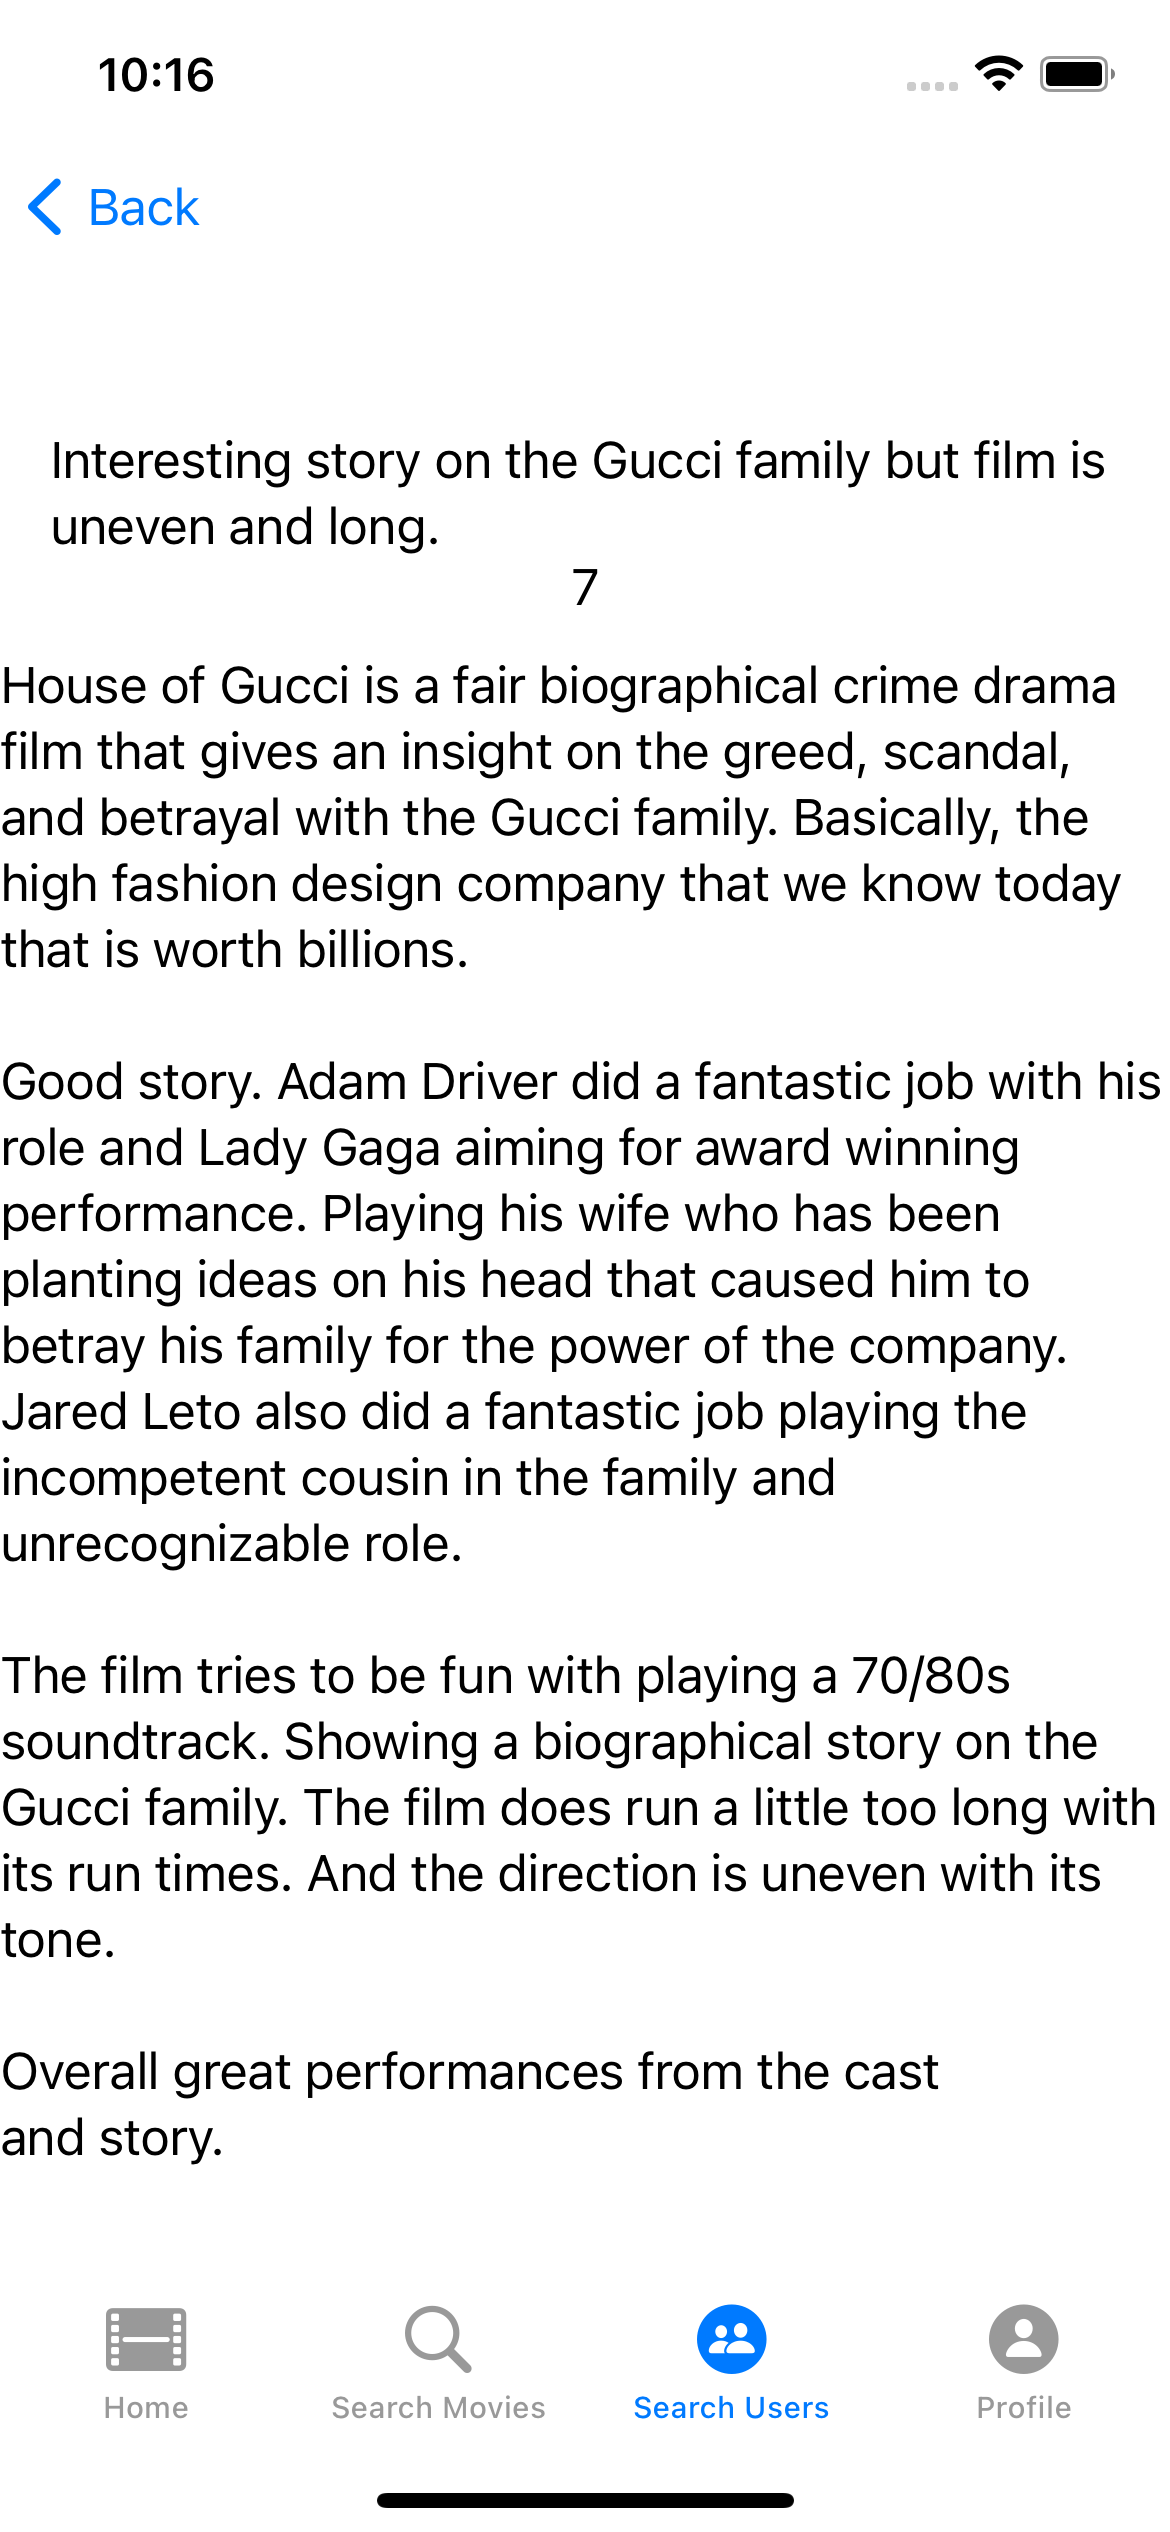 10:16
Back
Interesting story on the Gucci family but film is
uneven and long.
7
House of Gucci is a fair biographical crime drama
film that gives an insight on the greed, scandal,
and betrayal with the Gucci family. Basically, the
high fashion design company that we know today
that is worth billions.
Good story. Adam Driver did a fantastic job with his
role and Lady Gaga aiming for award winning
performance. Playing his wife who has been
planting ideas on his head that caused him to
betray his family for the power of the company.
Jared Leto also did a fantastic job playing the
incompetent cousin in the family and
unrecognizable role.
The film tries to be fun with playing a 70/80s
soundtrack. Showing a biographical story on the
Gucci family. The film does run a little too long with
its run times. And the direction is uneven with its
tone.
Overall great performances from the cast
and story.
Home
Search Movies
Search Users
Profile